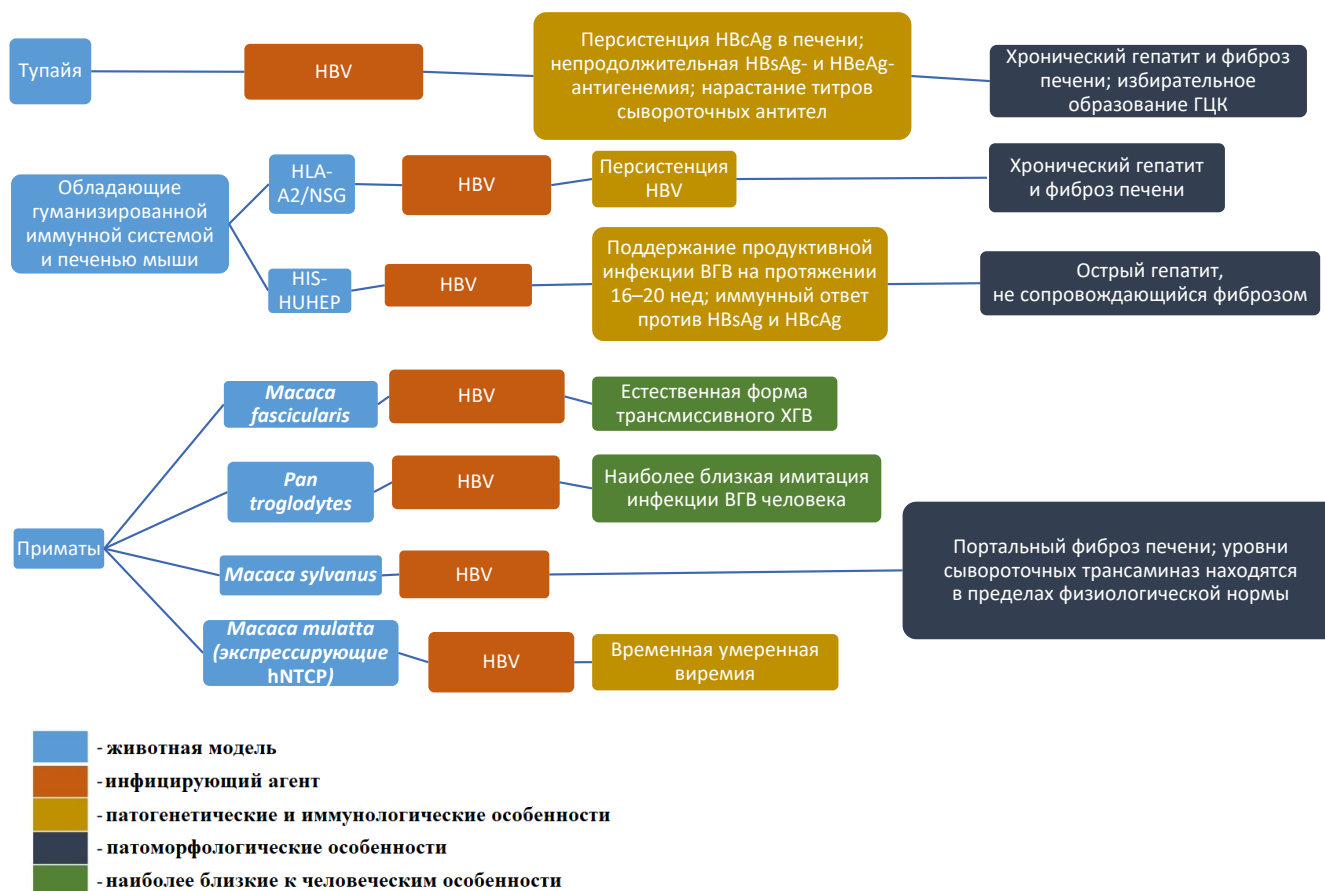 Тупайя
HBV
Персистенция HBcAg в печени;
непродолжительная HBsAg- и HBeAg-
антигенемия; нарастание титров
сывороточных антител
Хронический гепатит и фиброз
печени; избирательное
образование ГЦК
Обладающие
гуманизированной
иммунной системой
и печенью мыши
HLA-
A2/NSG
HBV
Персистенция
HBV
Хронический гепатит
и фиброз печени
HIS-
HUHEP
HBV
Поддержание продуктивной
инфекции ВГВ на протяжении
16–20 нед; иммунный ответ
против HBsAg и HBcAg
Острый гепатит,
не сопровождающийся фиброзом
Приматы
Macaca
fascicularis
HBV
Естественная форма
трансмиссивного ХГВ
Pan
troglodytes
HBV
Наиболее близкая имитация
инфекции ВГВ человека
Macaca sylvanus
HBV
Портальный фиброз печени; уровни
сывороточных трансаминаз находятся
в пределах физиологической нормы
Macaca mulatta
(экспрессирующие
hNTCP)
HBV
Временная умеренная
виремия
- животная модель
- инфицирующий агент
- патогенетические и иммунологические особенности
- патоморфологические особенности
- наиболее близкие к человеческим особенности